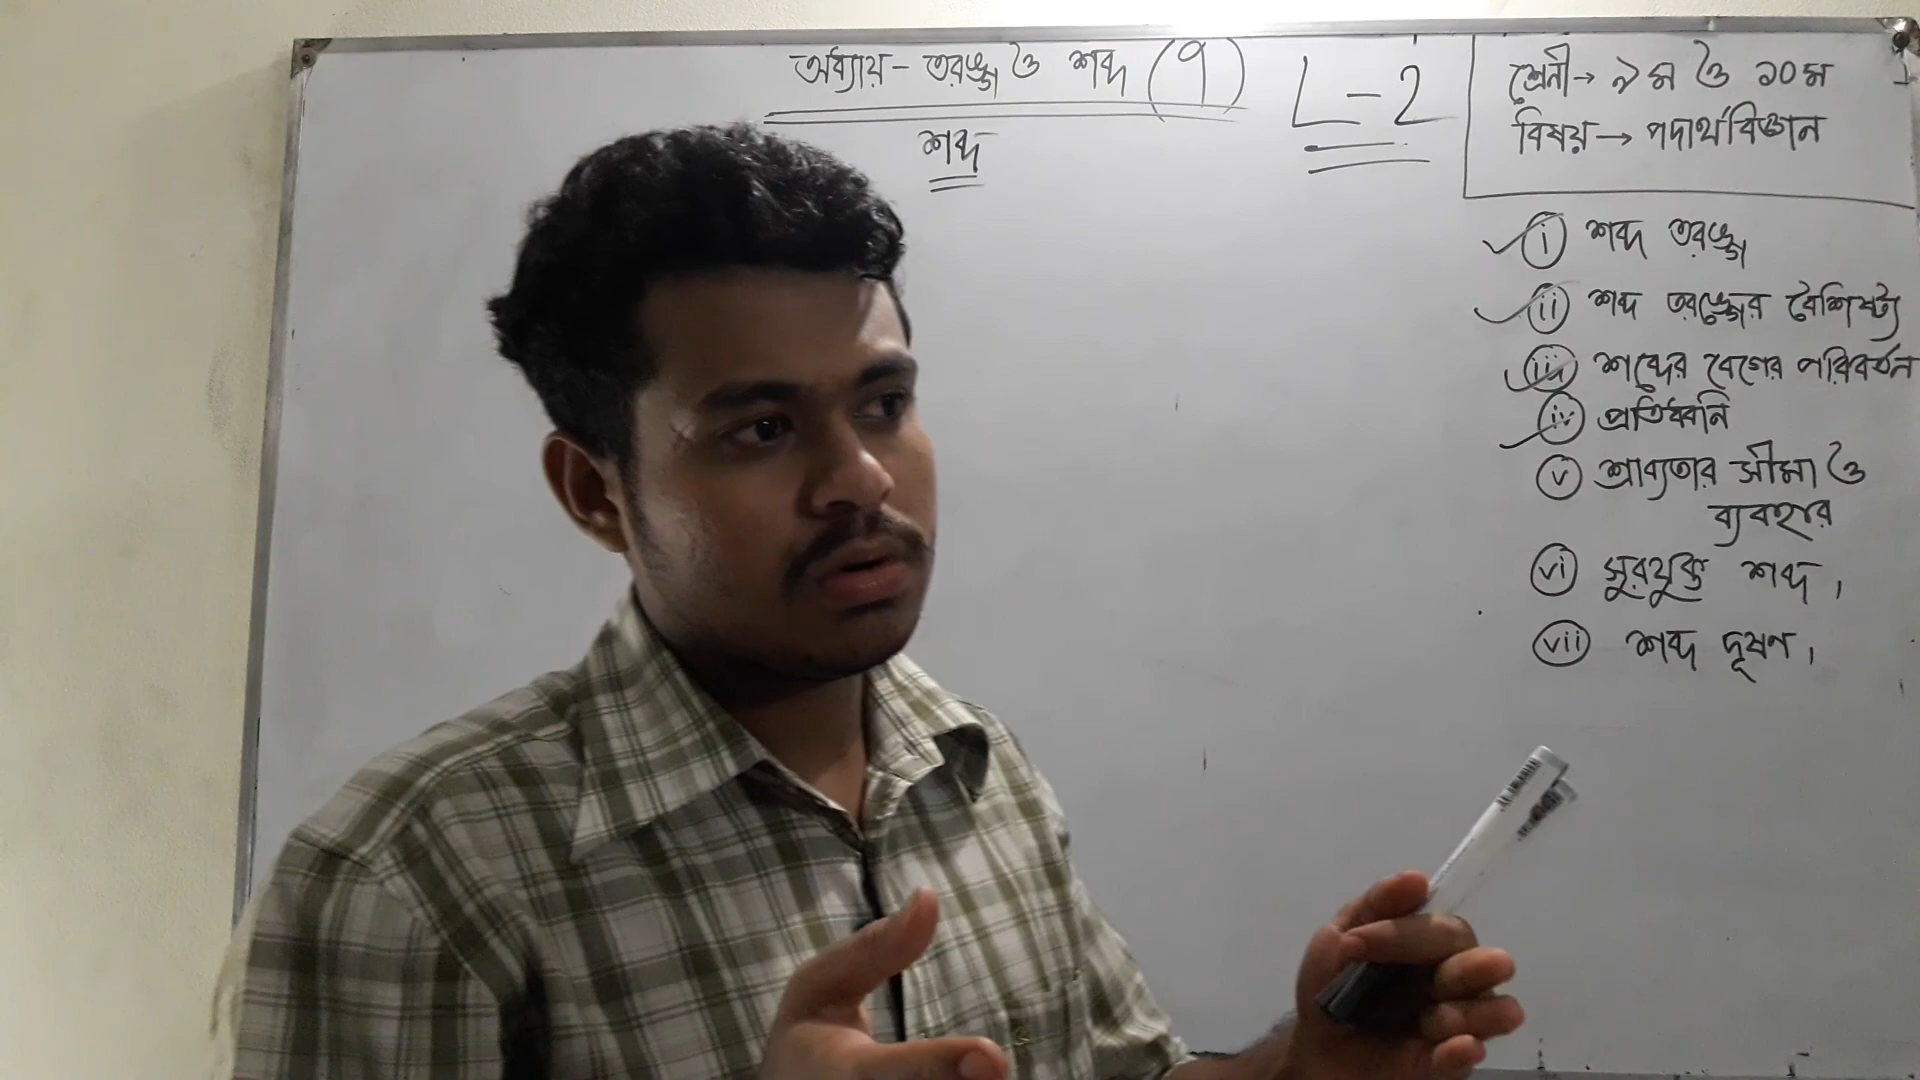 অধ্যায় - তরঙ্গ ও শব্দ (৭)
L-2
শব্দ
শ্রেনী → ৯ম ও ১০ম
বিষয় → পদার্থবিজ্ঞান
i শব্দ তরঙ্গ
ii শব্দ তরঙ্গের বৈশিষ্ট্য
iii শব্দের বেগের পরিবর্তন
iv প্রতিধ্বনি
v শ্রাব্যতার সীমা ও
ব্যবহার
vi সুরযুক্ত শব্দ,
vii শব্দ দূষণ,